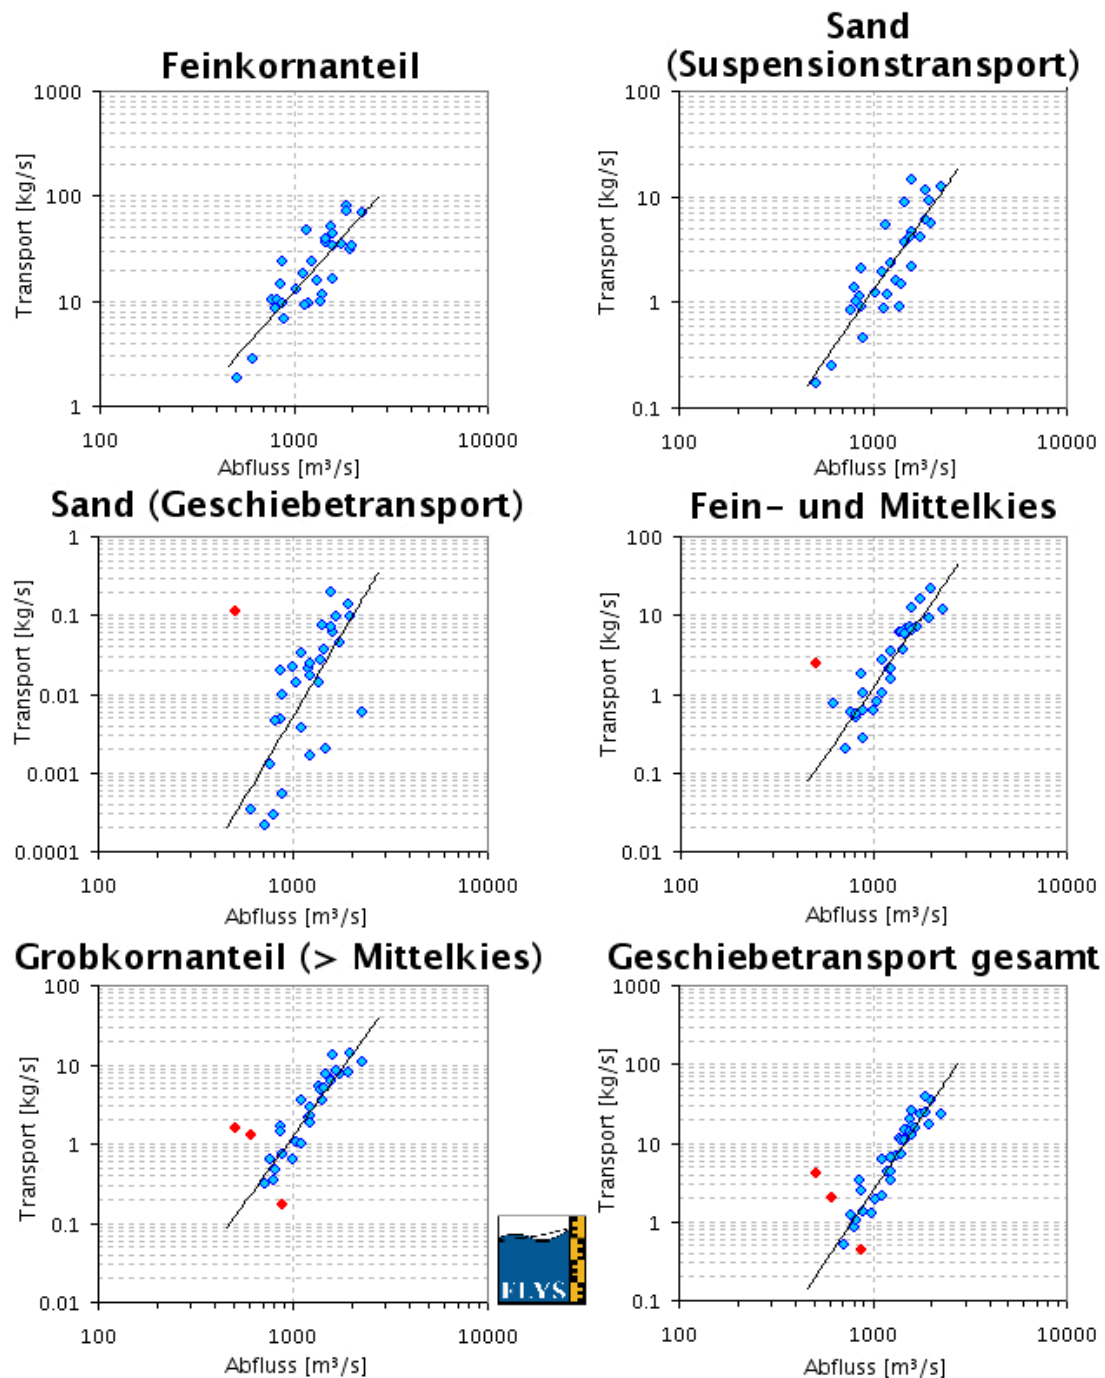 Feinkornanteil
1000
100
10
1
Transport [kg/s]
100
1000
10000
Abfluss [m³/s]
Sand
(Suspensionstransport)
100
10
1
0.1
Transport [kg/s]
100
1000
10000
Abfluss [m³/s]
Sand (Geschiebetransport)
1
0.1
0.01
0.001
0.0001
Transport [kg/s]
100
1000
10000
Abfluss [m³/s]
Fein- und Mittelkies
100
10
1
0.1
0.01
Transport [kg/s]
100
1000
10000
Abfluss [m³/s]
Grobkornanteil (> Mittelkies)
100
10
1
0.1
0.01
Transport [kg/s]
100
1000
10000
Abfluss [m³/s]
FLYS
Geschiebetransport gesamt
1000
100
10
1
0.1
Transport [kg/s]
100
1000
10000
Abfluss [m³/s]